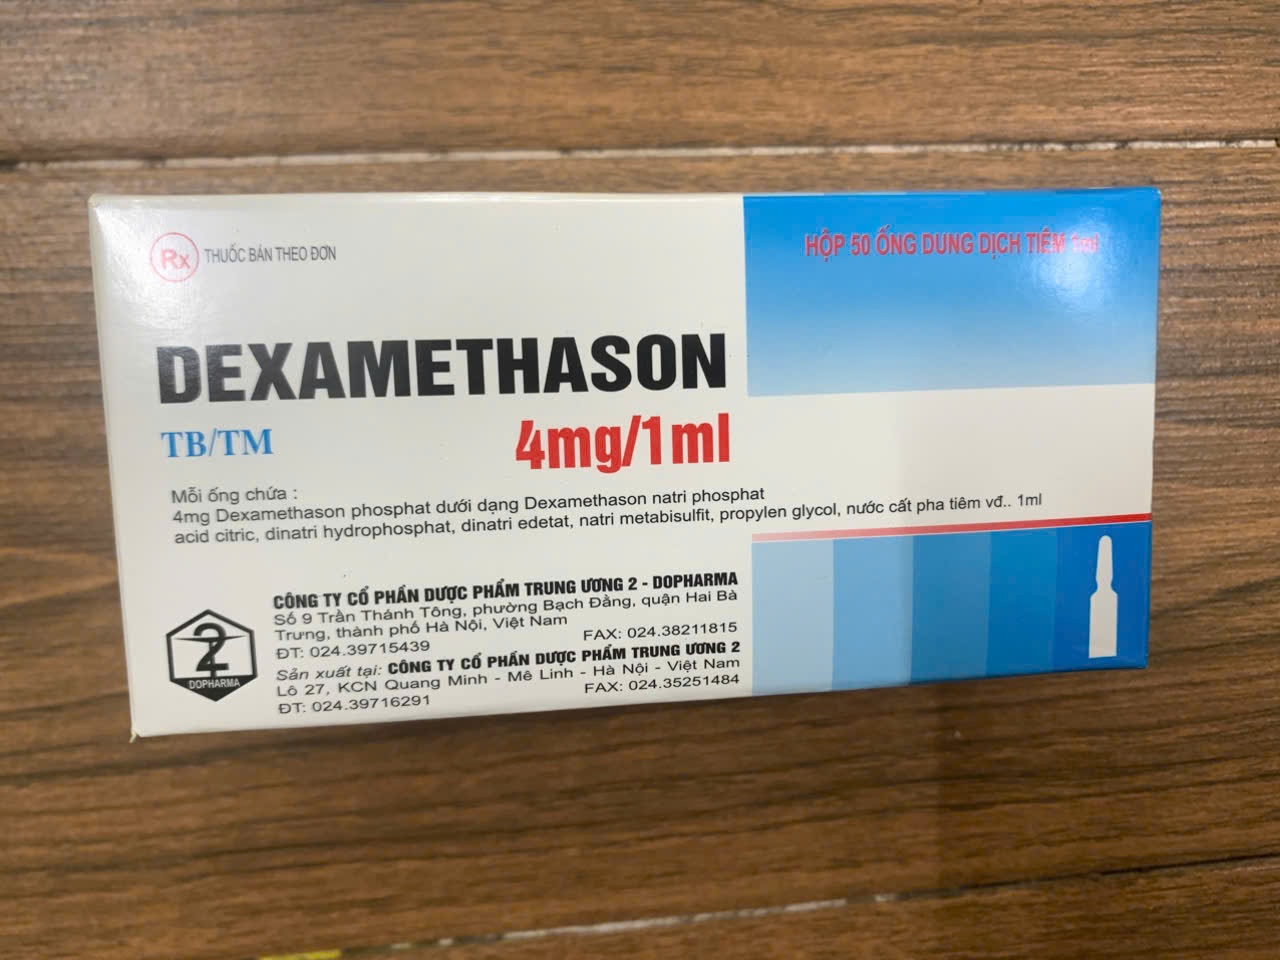 Rx THUỐC BÁN THEO ĐƠN
HỘP 50 ỐNG DUNG DỊCH TIÊM 1ml
DEXAMETHASON
TB/TM
4mg/1ml
Mỗi ống chứa :
4mg Dexamethason phosphat dưới dạng Dexamethason natri phosphat
acid citric, dinatri hydrophosphat, dinatri edetat, natri metabisulfit, propylen glycol, nước cất pha tiêm vđ.. 1ml
CÔNG TY CỔ PHẦN DƯỢC PHẨM TRUNG ƯƠNG 2 - DOPHARMA
Số 9 Trần Thánh Tông, phường Bạch Đằng, quận Hai Bà
Trưng, thành phố Hà Nội, Việt Nam
ĐT: 024.39715439 FAX: 024.38211815
Sản xuất tại: CÔNG TY CỔ PHẦN DƯỢC PHẨM TRUNG ƯƠNG 2
Lô 27, KCN Quang Minh - Mê Linh - Hà Nội - Việt Nam
ĐT: 024.39716291 FAX: 024.35251484
2
DOPHARMA